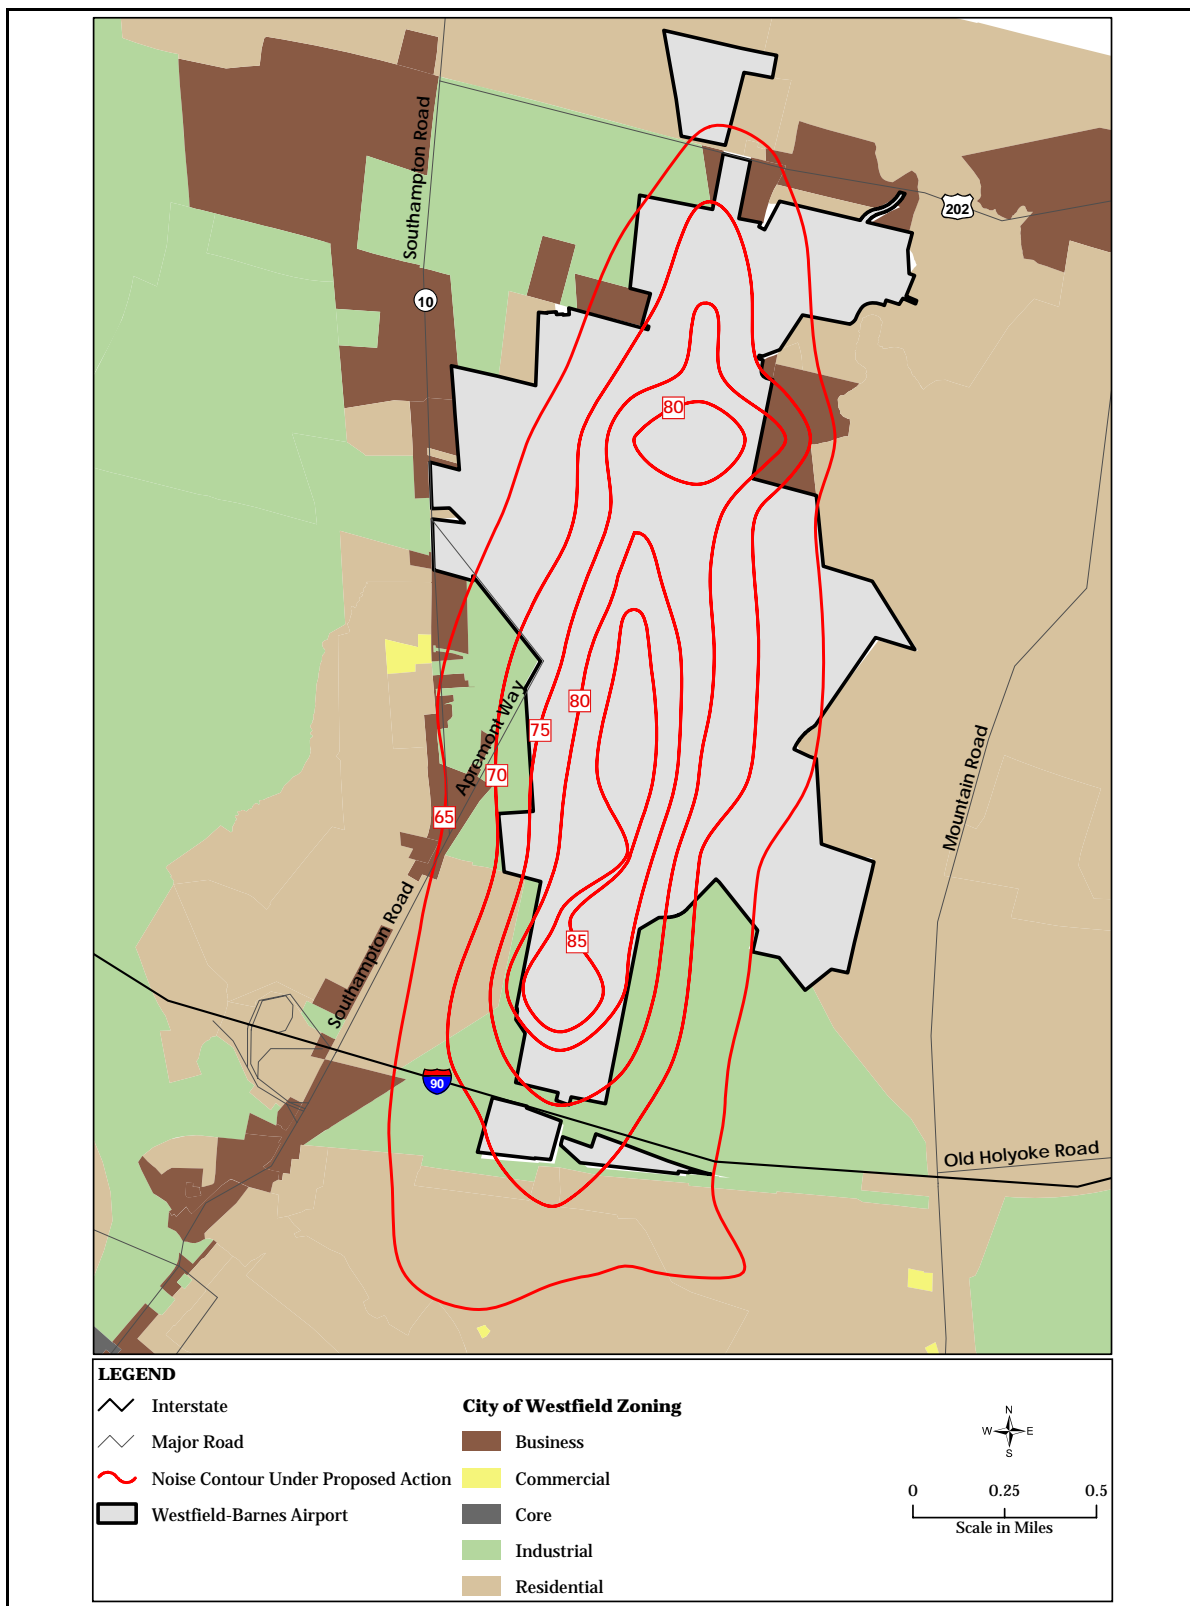 Southampton Road
202
10
80
80
75
Apremont Way
70
65
Mountain Road
85
Southampton Road
90
Old Holyoke Road
LEGEND
Interstate
Major Road
Noise Contour Under Proposed Action
Westfield-Barnes Airport
City of Westfield Zoning
Business
Commercial
Core
Industrial
Residential
N
W E
S
0 0.25 0.5
Scale in Miles